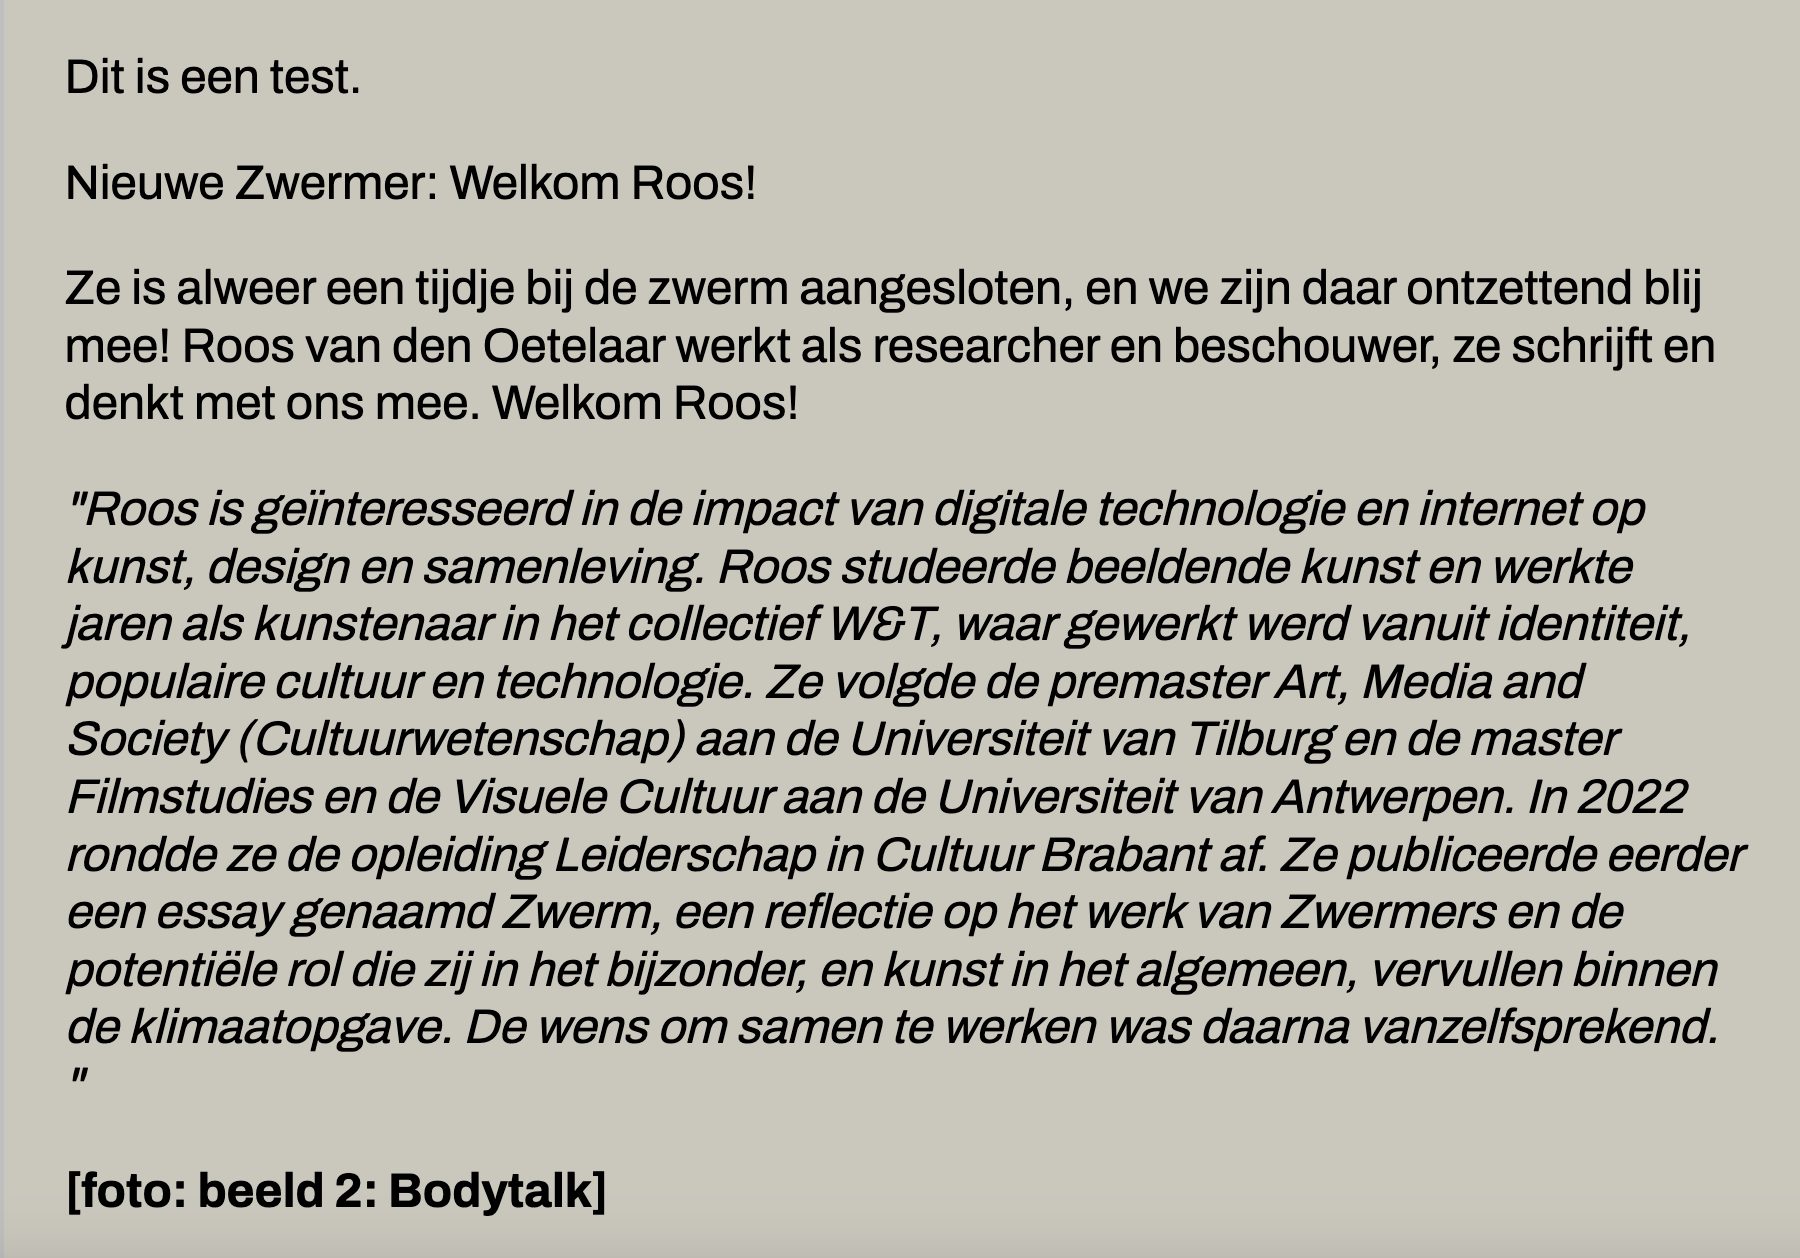 Dit is een test.
Nieuwe Zwermer: Welkom Roos!
Ze is alweer een tijdje bij de zwerm aangesloten, en we zijn daar ontzettend blij
mee! Roos van den Oetelaar werkt als researcher en beschouwer, ze schrijft en
denkt met ons mee. Welkom Roos!
"Roos is geïnteresseerd in de impact van digitale technologie en internet op
kunst, design en samenleving. Roos studeerde beeldende kunst en werkte
jaren als kunstenaar in het collectief W&T, waar gewerkt werd vanuit identiteit,
populaire cultuur en technologie. Ze volgde de premaster Art, Media and
Society (Cultuurwetenschap) aan de Universiteit van Tilburg en de master
Filmstudies en de Visuele Cultuur aan de Universiteit van Antwerpen. In 2022
rondde ze de opleiding Leiderschap in Cultuur Brabant af. Ze publiceerde eerder
een essay genaamd Zwerm, een reflectie op het werk van Zwermers en de
potentiële rol die zij in het bijzonder, en kunst in het algemeen, vervullen binnen
de klimaatopgave. De wens om samen te werken was daarna vanzelfsprekend.
"
[foto: beeld 2: Bodytalk]